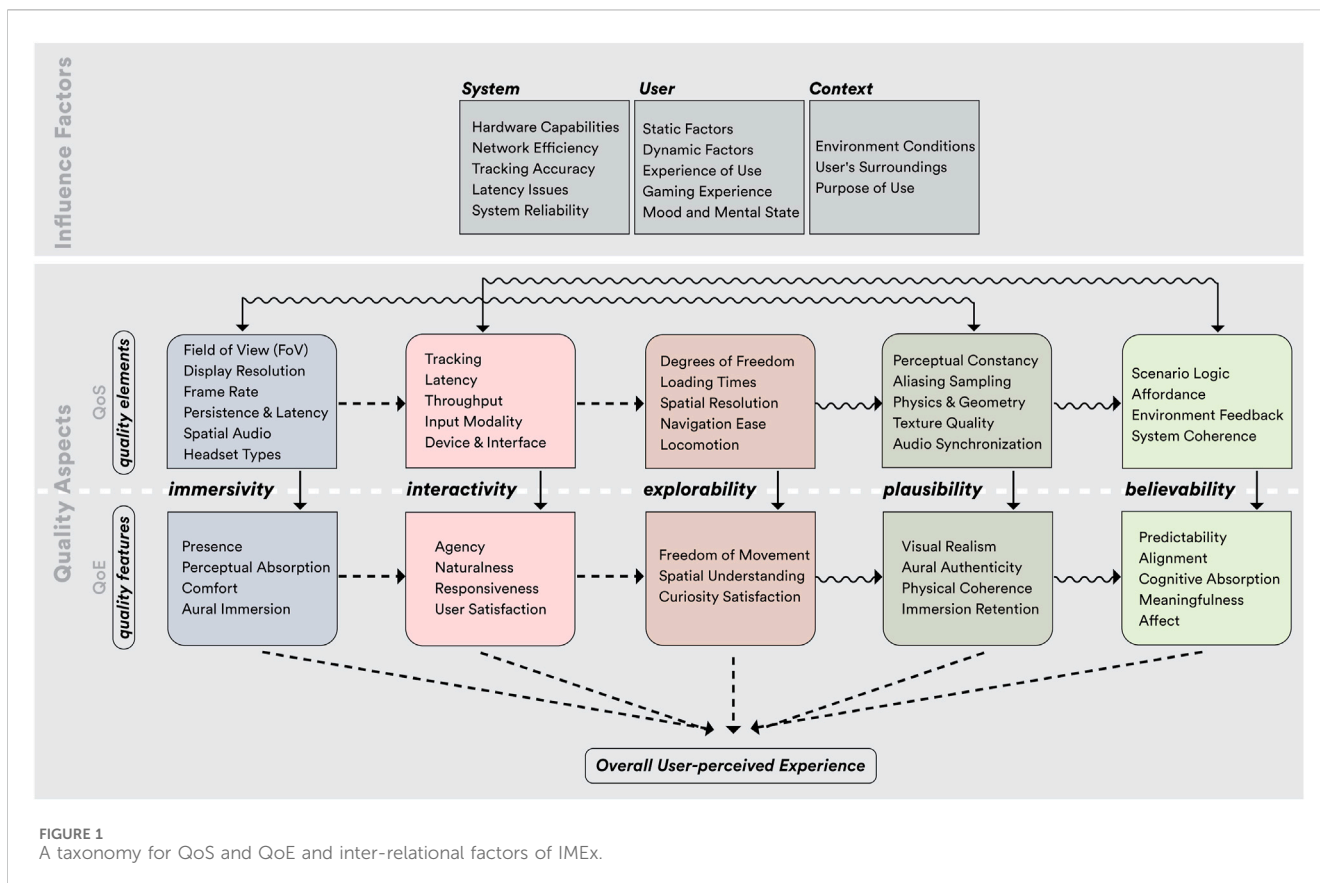 Influence Factors
System
Hardware Capabilities
Network Efficiency
Tracking Accuracy
Latency Issues
System Reliability
User
Static Factors
Dynamic Factors
Experience of Use
Gaming Experience
Mood and Mental State
Context
Environment Conditions
User's Surroundings
Purpose of Use
Quality Aspects
QoS
quality elements
Field of View (FoV)
Display Resolution
Frame Rate
Persistence & Latency
Spatial Audio
Headset Types
Tracking
Latency
Throughput
Input Modality
Device & Interface
Degrees of Freedom
Loading Times
Spatial Resolution
Navigation Ease
Locomotion
Perceptual Constancy
Aliasing Sampling
Physics & Geometry
Texture Quality
Audio Synchronization
Scenario Logic
Affordance
Environment Feedback
System Coherence
immersivity
interactivity
explorability
plausibility
believability
QoE
quality features
Presence
Perceptual Absorption
Comfort
Aural Immersion
Agency
Naturalness
Responsiveness
User Satisfaction
Freedom of Movement
Spatial Understanding
Curiosity Satisfaction
Visual Realism
Aural Authenticity
Physical Coherence
Immersion Retention
Predictability
Alignment
Cognitive Absorption
Meaningfulness
Affect
Overall User-perceived Experience
FIGURE 1
A taxonomy for QoS and QoE and inter-relational factors of IMEx.